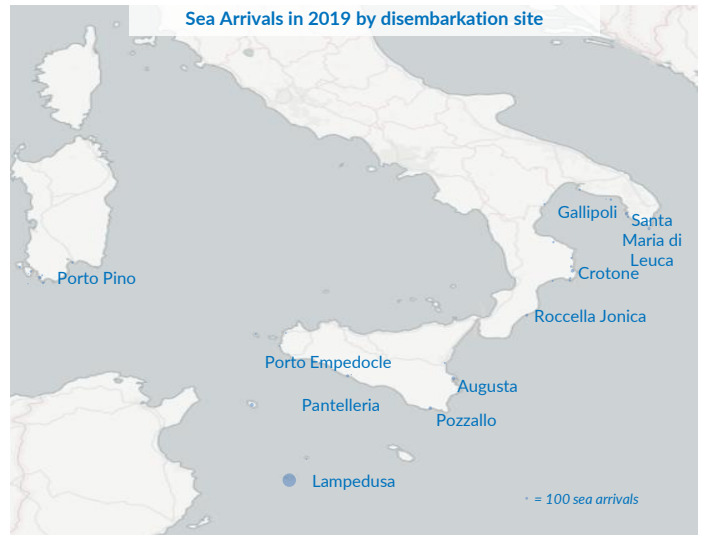 Sea Arrivals in 2019 by disembarkation site
Gallipoli
Santa
Maria di
Leuca
Crotone
Porto Pino
Roccella Jonica
Porto Empedocle
Augusta
Pantelleria
Pozzallo
Lampedusa
= 100 sea arrivals